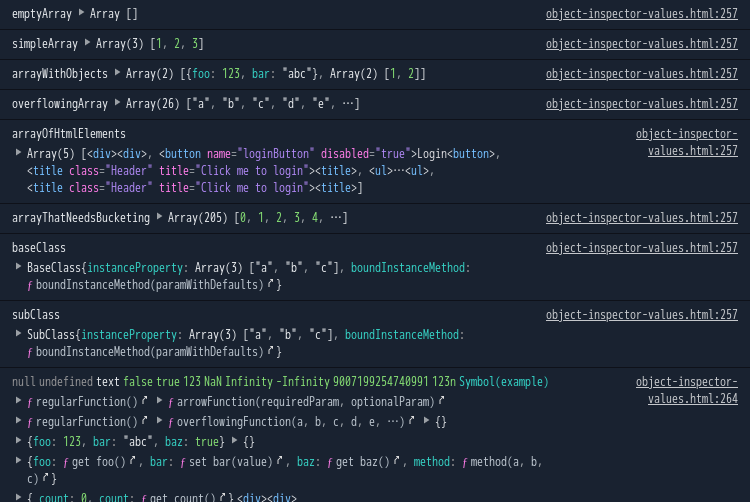 emptyArray ▶ Array [] object-inspector-values.html:257
simpleArray ▶ Array(3) [1, 2, 3] object-inspector-values.html:257
arrayWithObjects ▶ Array(2) [{foo: 123, bar: "abc"}, Array(2) [1, 2]] object-inspector-values.html:257
overflowingArray ▶ Array(26) ["a", "b", "c", "d", "e", …] object-inspector-values.html:257
arrayOfHtmlElements object-inspector-
values.html:257
▶ Array(5) [<div><div>, <button name="loginButton" disabled="true">Login<button>,
<title class="Header" title="Click me to login"><title>, <ul>⋯<ul>,
<title class="Header" title="Click me to login"><title>]
arrayThatNeedsBucketing ▶ Array(205) [0, 1, 2, 3, 4, …] object-inspector-values.html:257
baseClass object-inspector-values.html:257
▶ BaseClass{instanceProperty: Array(3) ["a", "b", "c"], boundInstanceMethod:
ƒ boundInstanceMethod(paramWithDefaults) }
subClass object-inspector-values.html:257
▶ SubClass{instanceProperty: Array(3) ["a", "b", "c"], boundInstanceMethod:
ƒ boundInstanceMethod(paramWithDefaults) }
null undefined text false true 123 NaN Infinity -Infinity 9007199254740991 123n Symbol(example) object-inspector-
values.html:264
▶ ƒ regularFunction() ▶ ƒ arrowFunction(requiredParam, optionalParam)
▶ ƒ regularFunction() ▶ ƒ overflowingFunction(a, b, c, d, e, …) ▶ {}
▶ {foo: 123, bar: "abc", baz: true} ▶ {}
▶ {foo: ƒ get foo() , bar: ƒ set bar(value) , baz: ƒ get baz() , method: ƒ method(a, b,
c) }
▶ {_count: 0, count: ƒ get count() } <div><div>